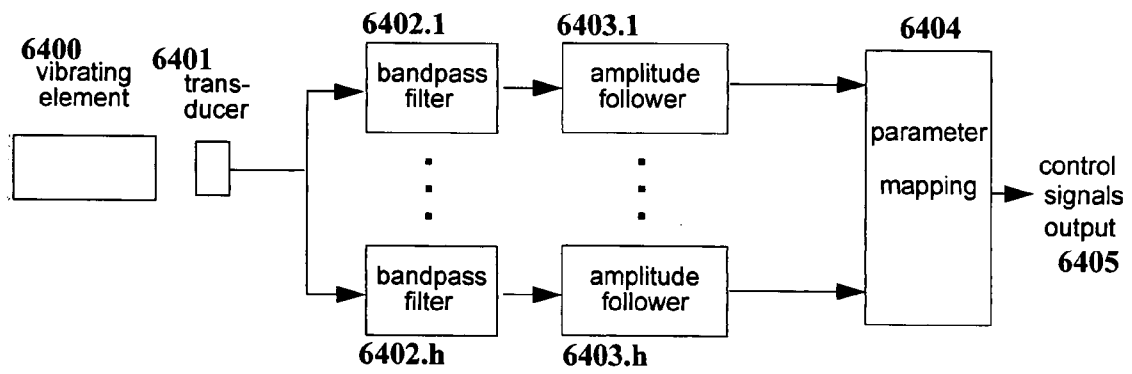 6400
vibrating
element
6401
trans-
ducer
6402.1
bandpass
filter
6403.1
amplitude
follower
6404
parameter
mapping
control
signals
output
6405
bandpass
filter
6402.h
amplitude
follower
6403.h